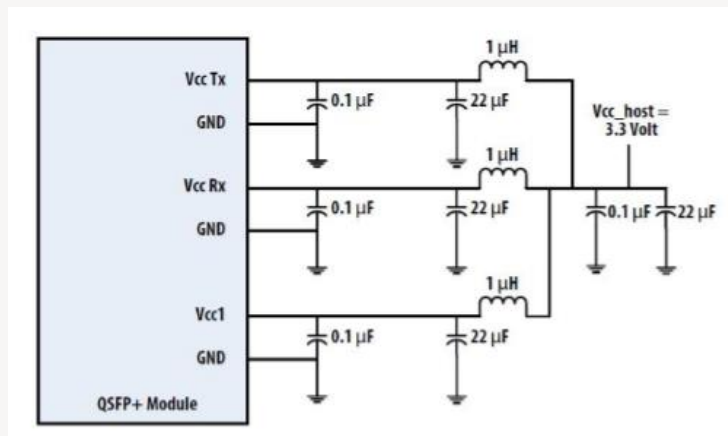 1 µH
Vcc Tx
0.1 µF
22 µF
GND
Vcc_host =
3.3 Volt
1 µH
Vcc Rx
0.1 µF
22 µF
0.1 µF
22 µF
GND
1 µH
Vcc1
0.1 µF
22 µF
GND
QSFP+ Module